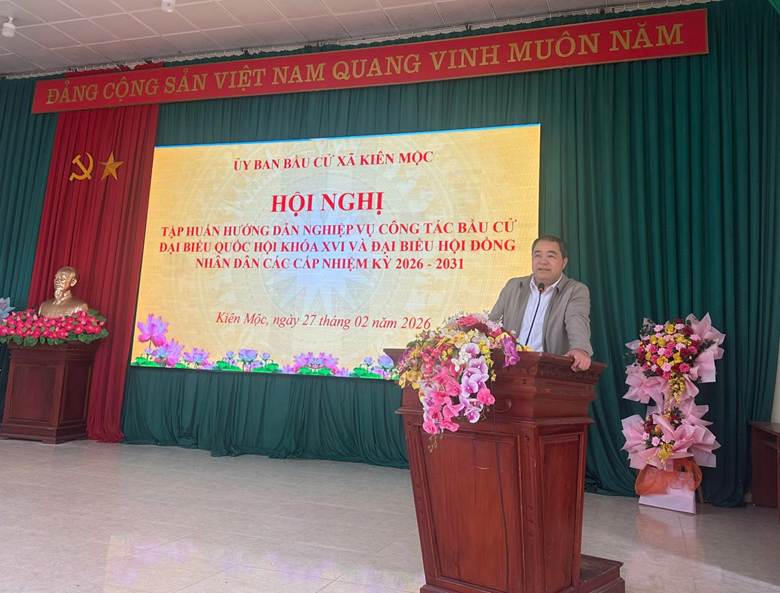 ĐẢNG CỘNG SẢN VIỆT NAM QUANG VINH MUÔN NĂM
ỦY BAN BẦU CỬ XÃ KIÊN MỘC
HỘI NGHỊ
TẬP HUẤN HƯỚNG DẪN NGHIỆP VỤ CÔNG TÁC BẦU CỬ
ĐẠI BIỂU QUỐC HỘI KHÓA XVI VÀ ĐẠI BIỂU HỘI ĐỒNG
NHÂN DÂN CÁC CẤP NHIỆM KỲ 2026 - 2031
Kiên Mộc, ngày 27 tháng 02 năm 2026